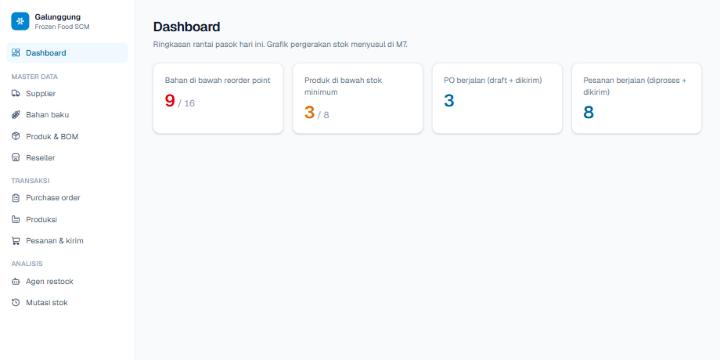 Galunggung
Frozen Food SCM
Dashboard
MASTER DATA
Supplier
Bahan baku
Produk & BOM
Reseller
TRANSAKSI
Purchase order
Produksi
Pesanan & kirim
ANALISIS
Agen restock
Mutasi stok
Dashboard
Ringkasan rantai pasok hari ini. Grafik pergerakan stok menyusul di M7.
Bahan di bawah reorder point
9 / 16
Produk di bawah stok
minimum
3 / 8
PO berjalan (draft + dikirim)
3
Pesanan berjalan (diproses +
dikirim)
8